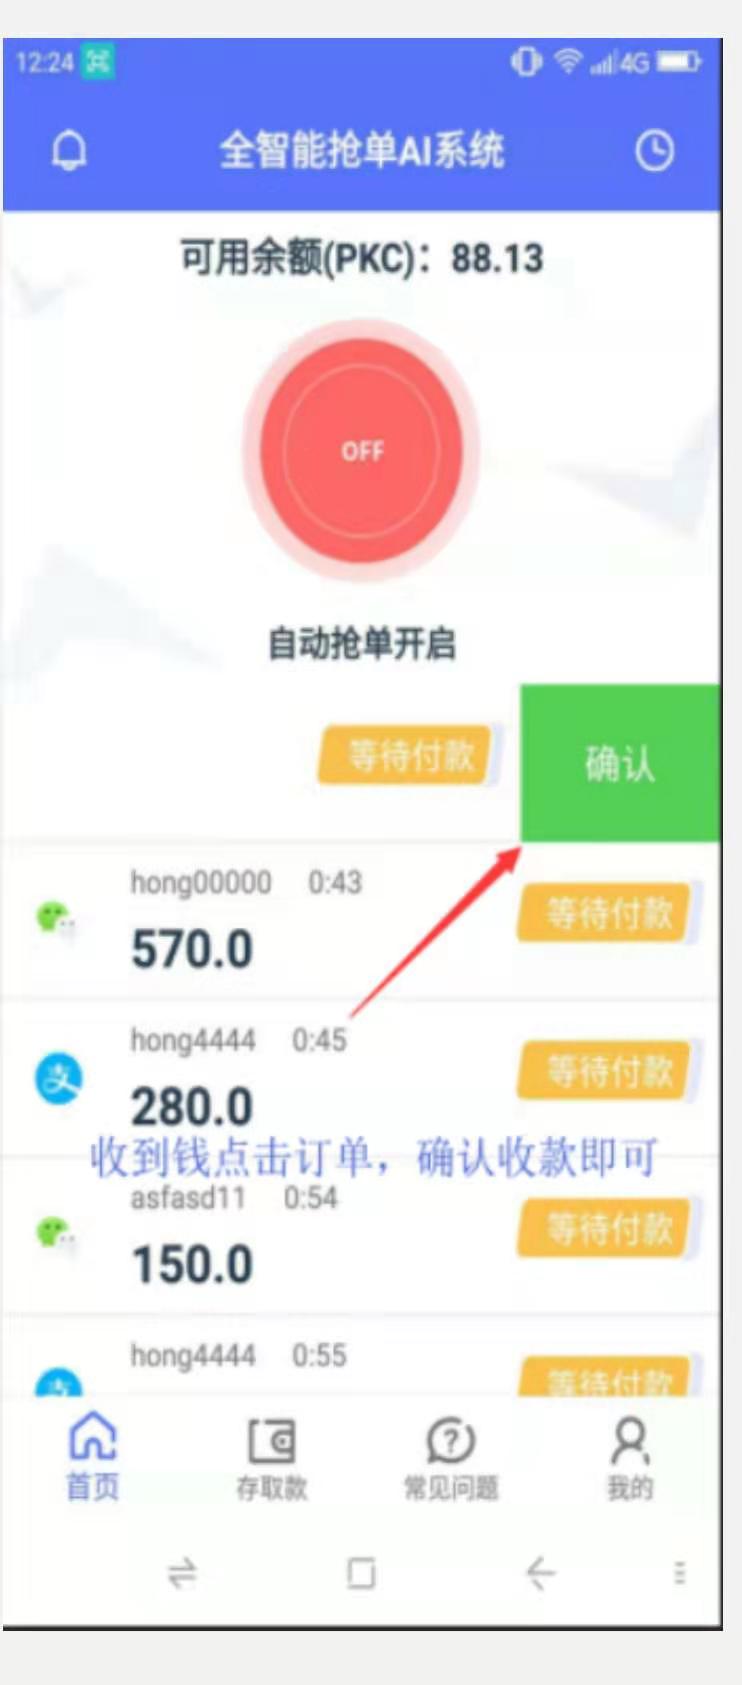 12:24 4G
全智能抢单AI系统
可用余额(PKC)：88.13
OFF
自动抢单开启
等待付款 确认
hong00000 0:43
570.0 等待付款
hong4444 0:45
280.0 等待付款
收到钱点击订单，确认收款即可
asfasd11 0:54
150.0 等待付款
hong4444 0:55
等待付款
首页 存取款 常见问题 我的